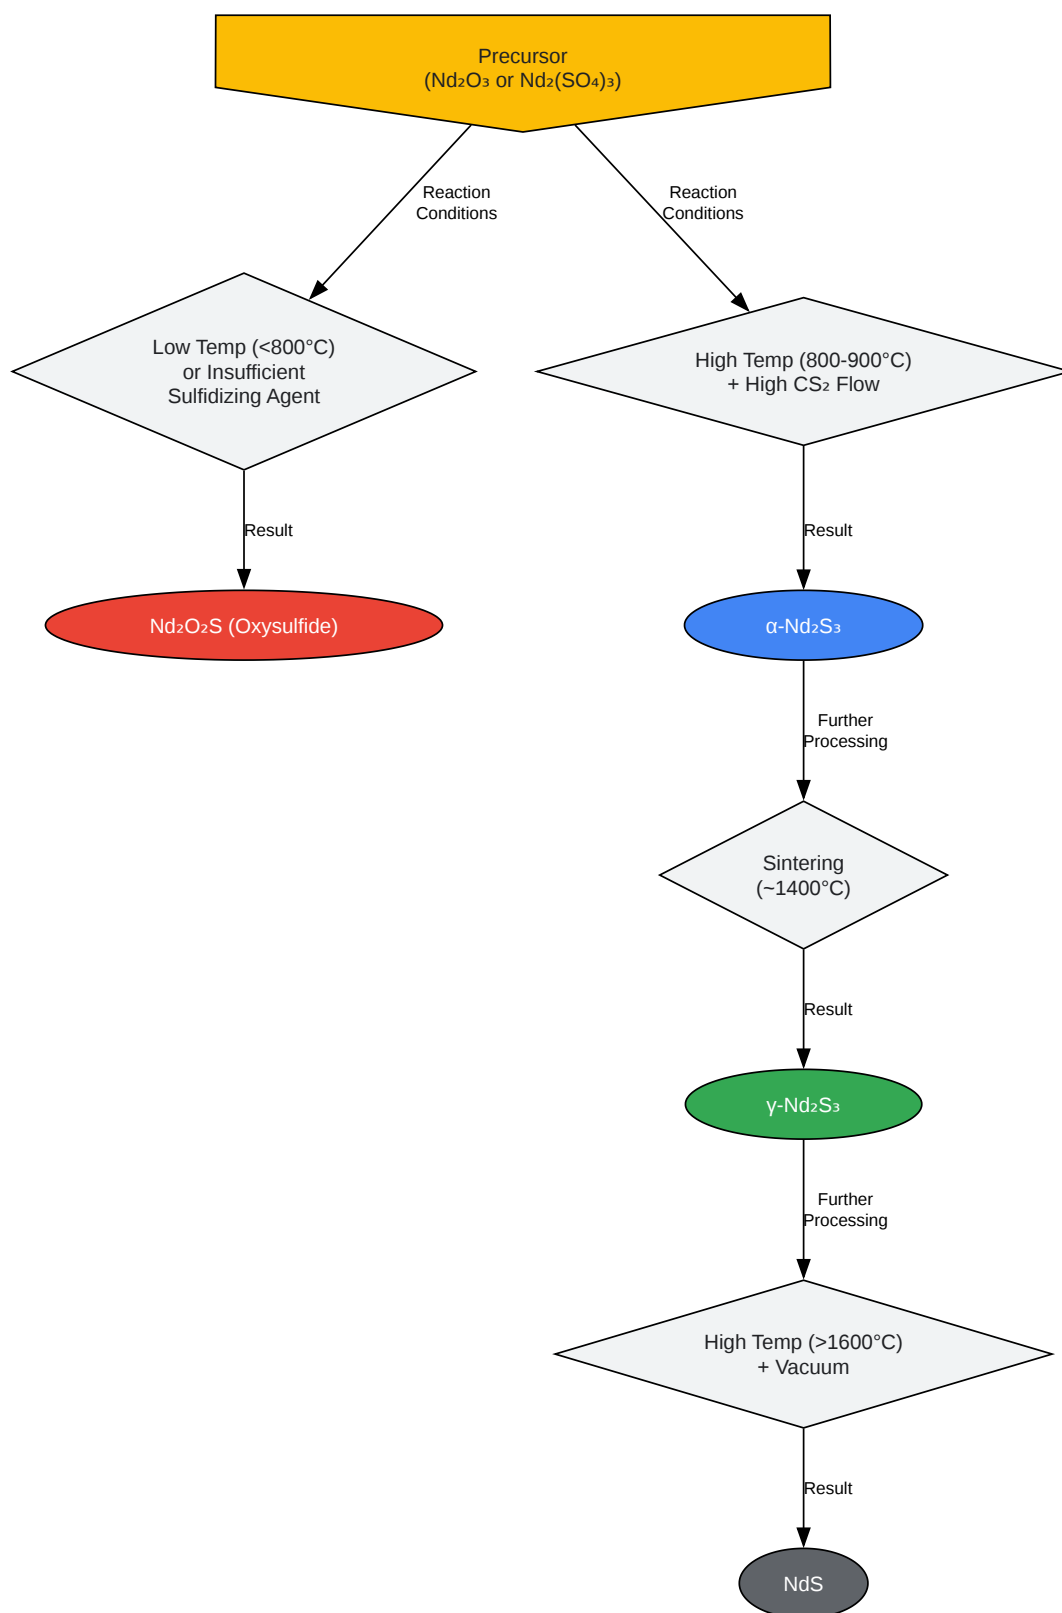 Precursor
(Nd₂O₃ or Nd₂(SO₄)₃)
Reaction
Conditions
Reaction
Conditions
Low Temp (<800°C)
or Insufficient
Sulfidizing Agent
High Temp (800-900°C)
+ High CS₂ Flow
Result
Result
Nd₂O₂S (Oxysulfide)
α-Nd₂S₃
Further
Processing
Sintering
(~1400°C)
Result
γ-Nd₂S₃
Further
Processing
High Temp (>1600°C)
+ Vacuum
Result
NdS